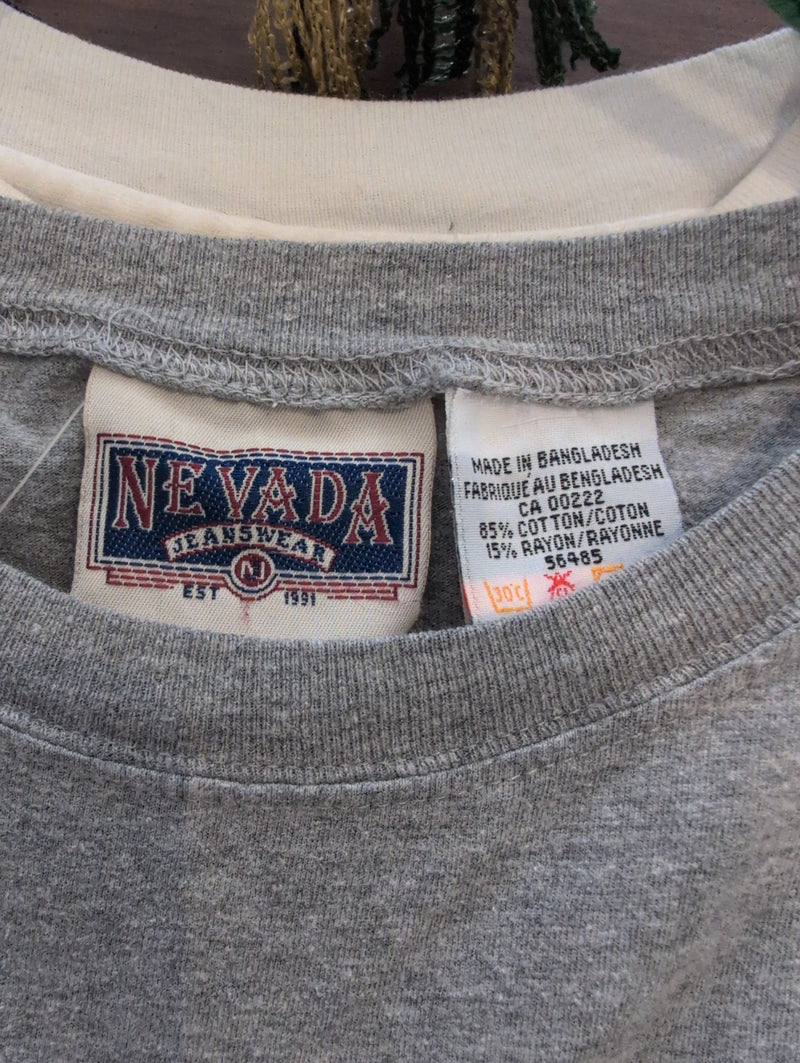 NEVADA
JEANSWEAR
N
EST 1991
MADE IN BANGLADESH
FABRIQUÉ AU BENGLADESH
CA 00222
85% COTTON/COTON
15% RAYON/RAYONNE
56485
30°C